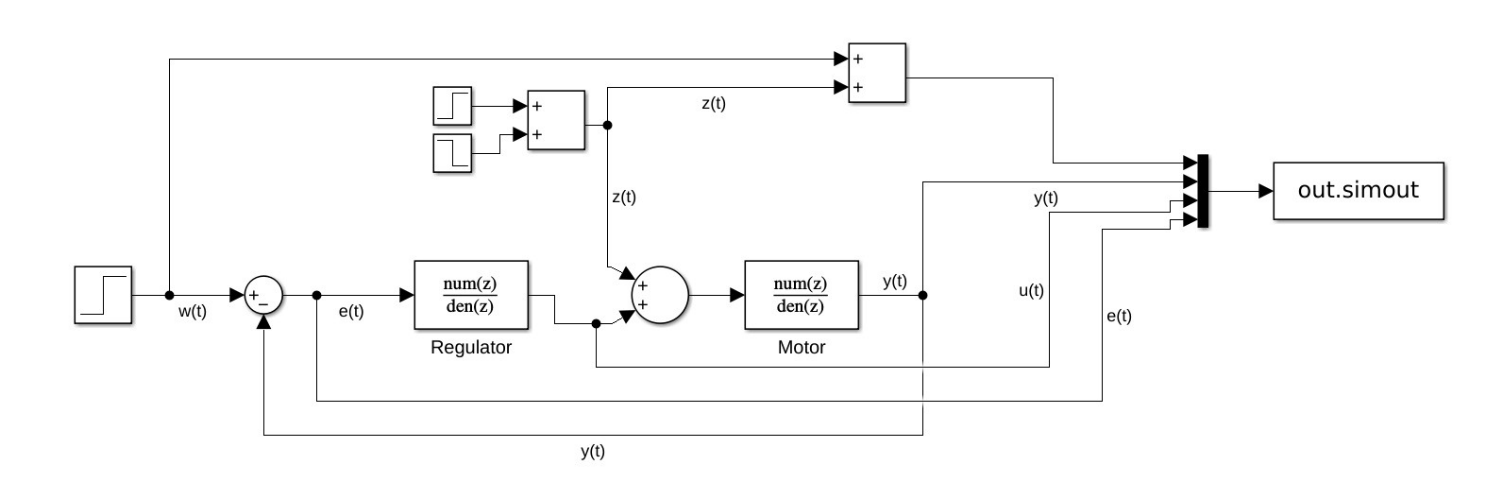 +
+
+
+
z(t)
z(t)
out.simout
y(t)
w(t)
+
−
e(t)
num(z)
den(z)
Regulator
+
+
num(z)
den(z)
Motor
y(t)
u(t)
e(t)
y(t)